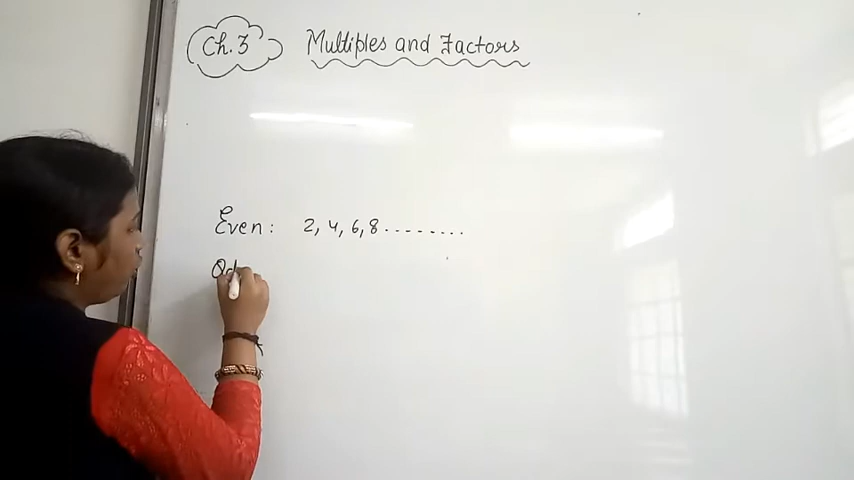 Ch. 3 Multiples and Factors
Even: 2, 4, 6, 8.........
Od